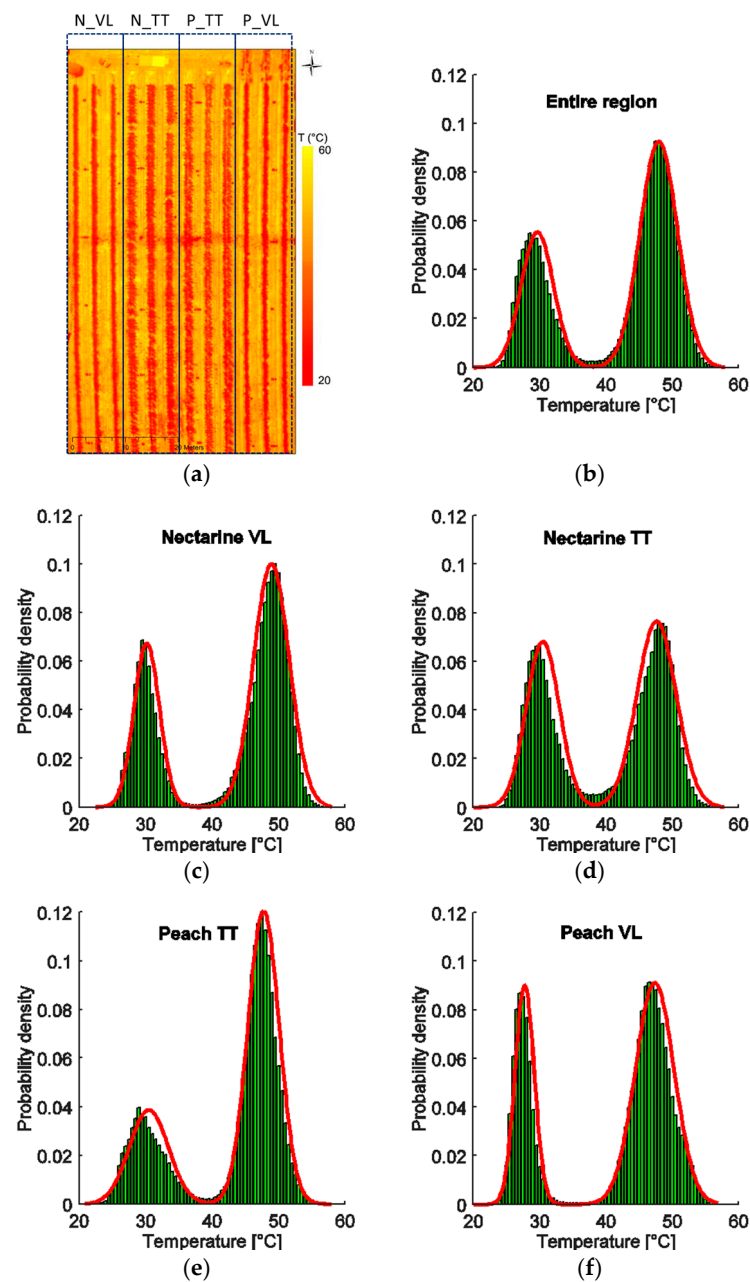 N_VL N_TT P_TT P_VL
N
T (°C)
60
20
0 10 20 Meters
(a)
Entire region
0.12
0.1
0.08
0.06
0.04
0.02
0
Probability density
20 30 40 50 60
Temperature [°C]
(b)
Nectarine VL
0.12
0.1
0.08
0.06
0.04
0.02
0
Probability density
20 30 40 50 60
Temperature [°C]
(c)
Nectarine TT
0.12
0.1
0.08
0.06
0.04
0.02
0
Probability density
20 30 40 50 60
Temperature [°C]
(d)
Peach TT
0.12
0.1
0.08
0.06
0.04
0.02
0
Probability density
20 30 40 50 60
Temperature [°C]
(e)
Peach VL
0.12
0.1
0.08
0.06
0.04
0.02
0
Probability density
20 30 40 50 60
Temperature [°C]
(f)